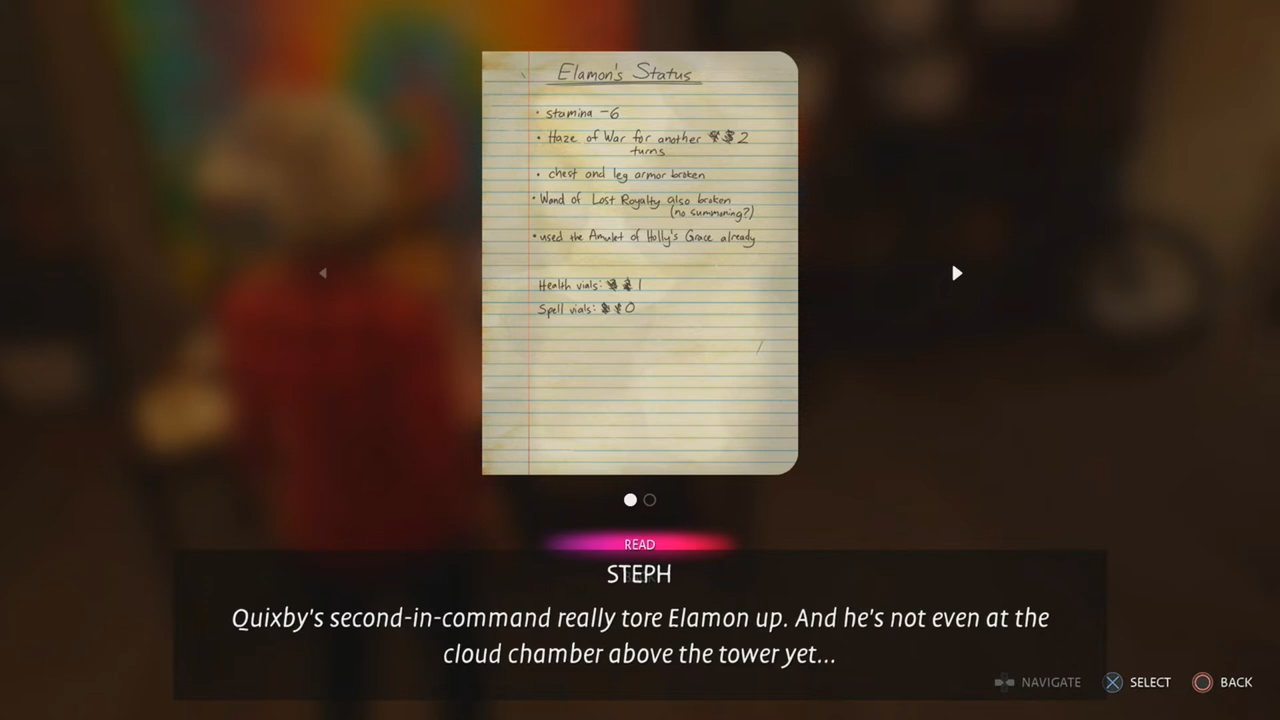 Elamon's Status
• stamina -6
• Haze of War for another 2
turns
• chest and leg armor broken
• Wand of Lost Royalty also broken
(no summoning?)
• used the Amulet of Holly's Grace already
Health vials: 1
Spell vials: 0
READ
STEPH
Quixby's second-in-command really tore Elamon up. And he's not even at the
cloud chamber above the tower yet...
NAVIGATE SELECT BACK